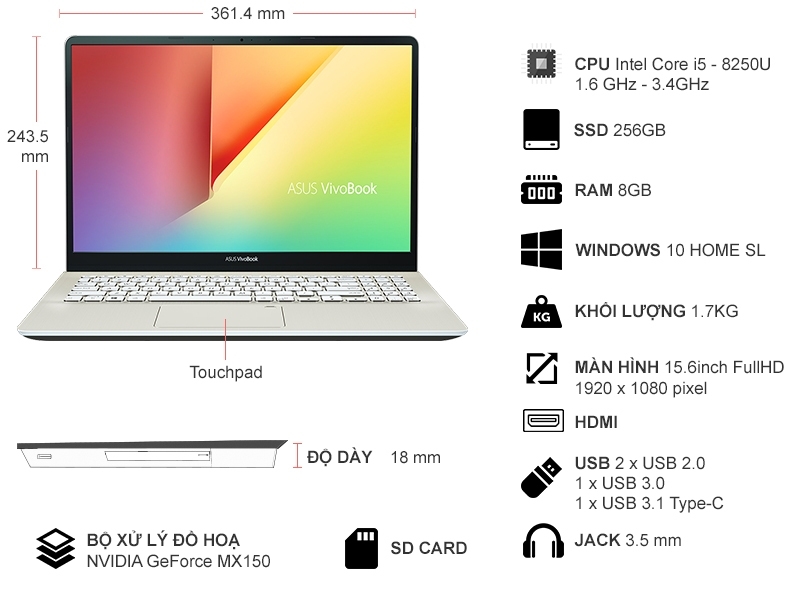 361.4 mm
243.5
mm
ASUS VivoBook
ASUS VivoBook
Touchpad
ĐỘ DÀY 18 mm
BỘ XỬ LÝ ĐỒ HOẠ
NVIDIA GeForce MX150
SD CARD
CPU Intel Core i5 - 8250U
1.6 GHz - 3.4GHz
SSD 256GB
RAM 8GB
WINDOWS 10 HOME SL
KG
KHỐI LƯỢNG 1.7KG
MÀN HÌNH 15.6inch FullHD
1920 x 1080 pixel
HDMI
USB 2 x USB 2.0
1 x USB 3.0
1 x USB 3.1 Type-C
JACK 3.5 mm